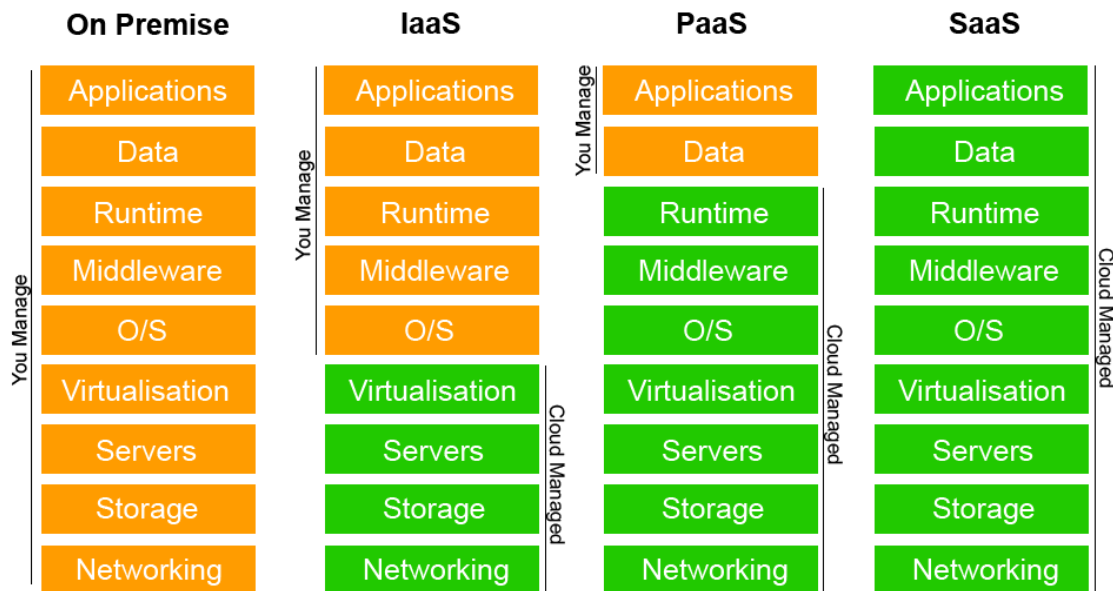 On Premise
IaaS
PaaS
SaaS
You Manage
Applications
Data
Runtime
Middleware
O/S
Virtualisation
Servers
Storage
Networking
You Manage
Applications
Data
Runtime
Middleware
O/S
Virtualisation
Servers
Storage
Networking
Cloud Managed
You Manage
Applications
Data
Runtime
Middleware
O/S
Virtualisation
Servers
Storage
Networking
Cloud Managed
Applications
Data
Runtime
Middleware
O/S
Virtualisation
Servers
Storage
Networking
Cloud Managed